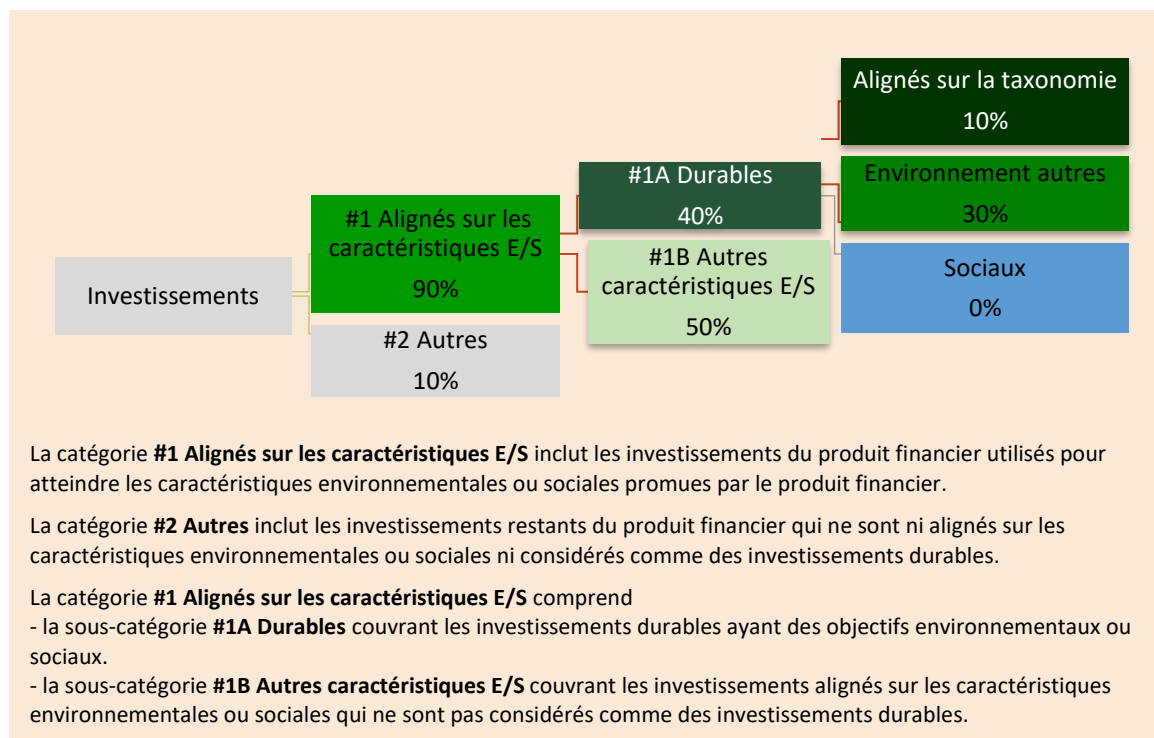 Alignés sur la taxonomie
10%
#1A Durables
40%
Environnement autres
30%
#1 Alignés sur les
caractéristiques E/S
90%
#1B Autres
caractéristiques E/S
50%
Sociaux
0%
Investissements
#2 Autres
10%
La catégorie #1 Alignés sur les caractéristiques E/S inclut les investissements du produit financier utilisés pour
atteindre les caractéristiques environnementales ou sociales promues par le produit financier.
La catégorie #2 Autres inclut les investissements restants du produit financier qui ne sont ni alignés sur les
caractéristiques environnementales ou sociales ni considérés comme des investissements durables.
La catégorie #1 Alignés sur les caractéristiques E/S comprend
- la sous-catégorie #1A Durables couvrant les investissements durables ayant des objectifs environnementaux ou
sociaux.
- la sous-catégorie #1B Autres caractéristiques E/S couvrant les investissements alignés sur les caractéristiques
environnementales ou sociales qui ne sont pas considérés comme des investissements durables.